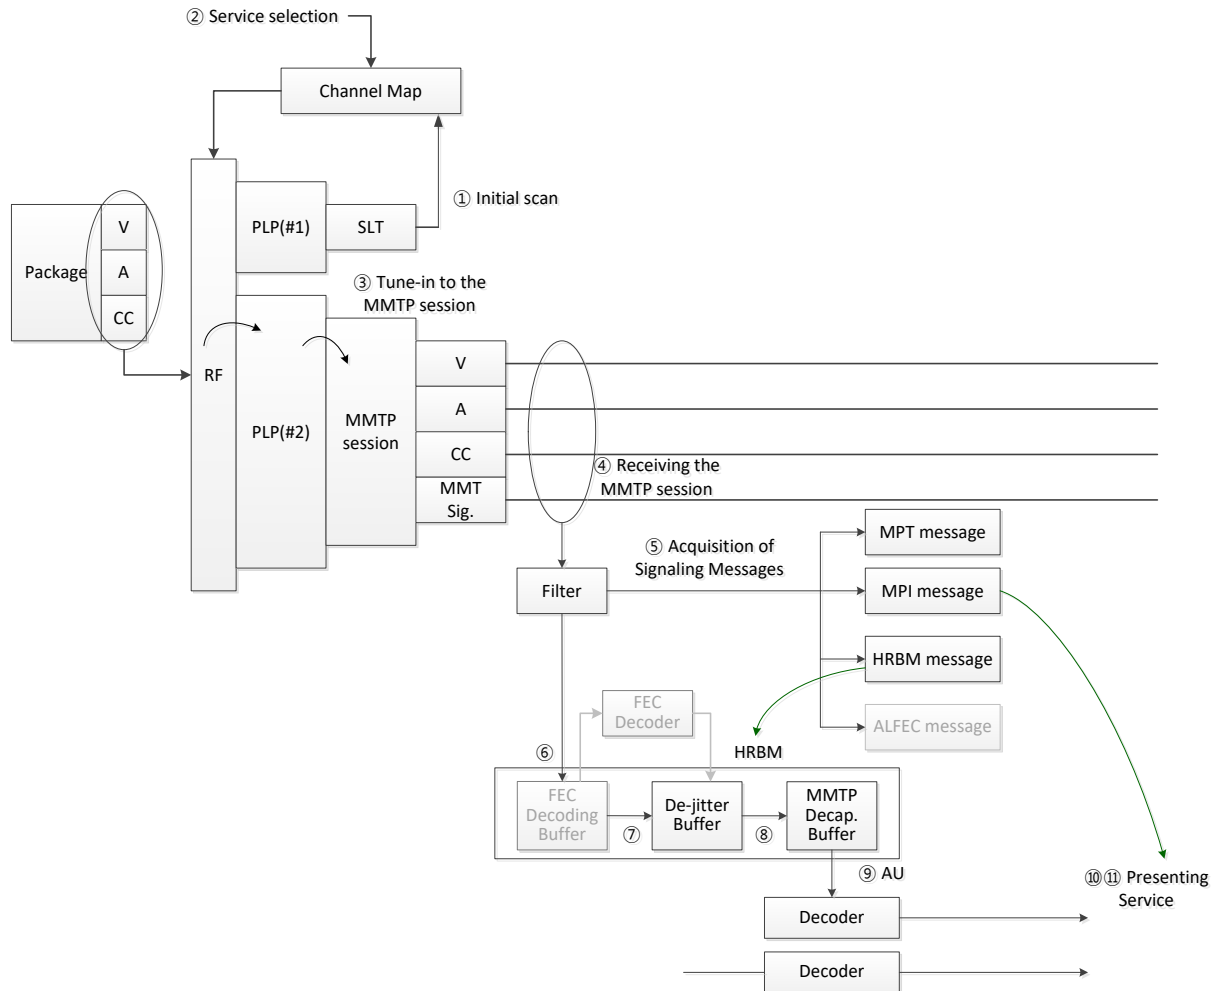 ② Service selection
Channel Map
① Initial scan
Package
V
A
CC
RF
PLP(#1)
SLT
③ Tune-in to the
MMTP session
PLP(#2)
MMTP
session
V
A
CC
MMT
Sig.
④ Receiving the
MMTP session
Filter
⑤ Acquisition of
Signaling Messages
MPT message
MPI message
HRBM message
ALFEC message
FEC
Decoder
HRBM
⑥
FEC
Decoding
Buffer
⑦
De-jitter
Buffer
⑧
MMTP
Decap.
Buffer
⑨ AU
⑩⑪ Presenting
Service
Decoder
Decoder